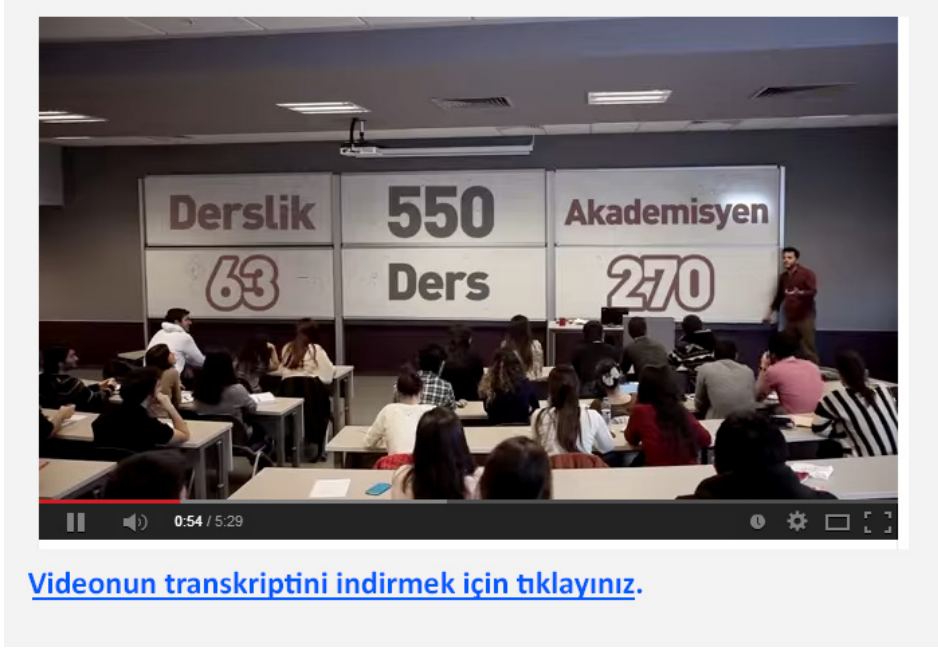 Derslik
63
550
Ders
Akademisyen
270
0:54 / 5:29
Videonun transkriptini indirmek için tıklayınız.